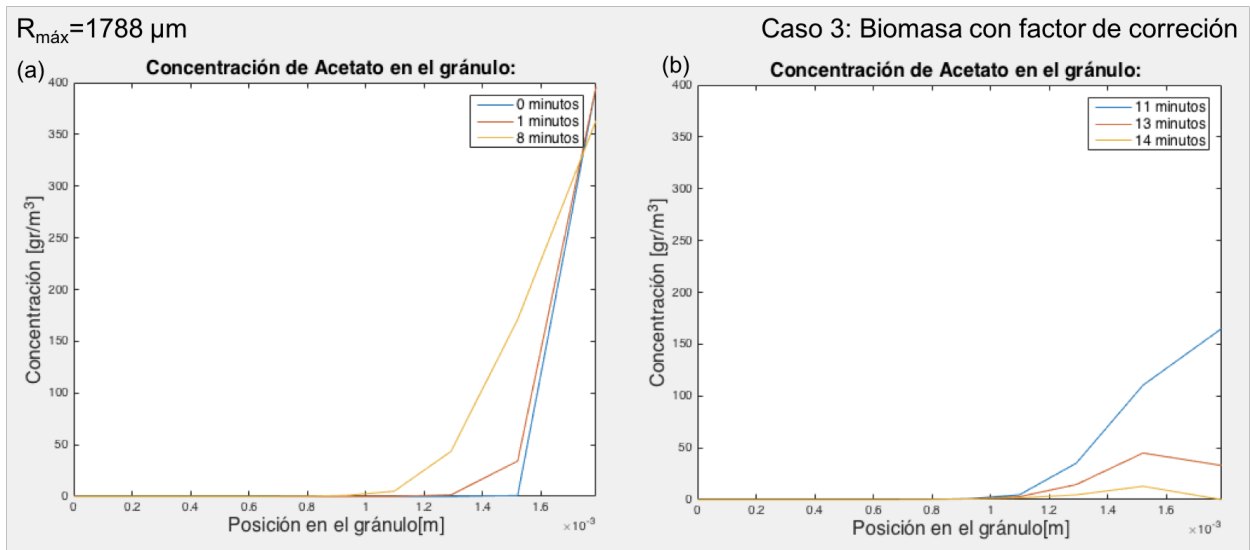 R_máx=1788 µm
Caso 3: Biomasa con factor de correción
(a)
Concentración de Acetato en el gránulo:
0 minutos
1 minutos
8 minutos
Concentración [gr/m³]
400
350
300
250
200
150
100
50
0
0 0.2 0.4 0.6 0.8 1 1.2 1.4 1.6
×10⁻³
Posición en el gránulo[m]
(b)
Concentración de Acetato en el gránulo:
11 minutos
13 minutos
14 minutos
Concentración [gr/m³]
400
350
300
250
200
150
100
50
0
0 0.2 0.4 0.6 0.8 1 1.2 1.4 1.6
×10⁻³
Posición en el gránulo[m]